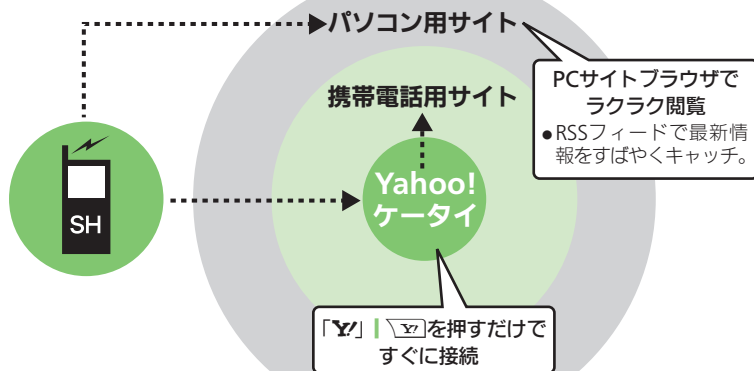 パソコン用サイト
PCサイトブラウザで
ラクラク閲覧
●RSSフィードで最新情
報をすばやくキャッチ。
携帯電話用サイト
Yahoo!
ケータイ
SH
「Y!」┃Y!を押すだけで
すぐに接続